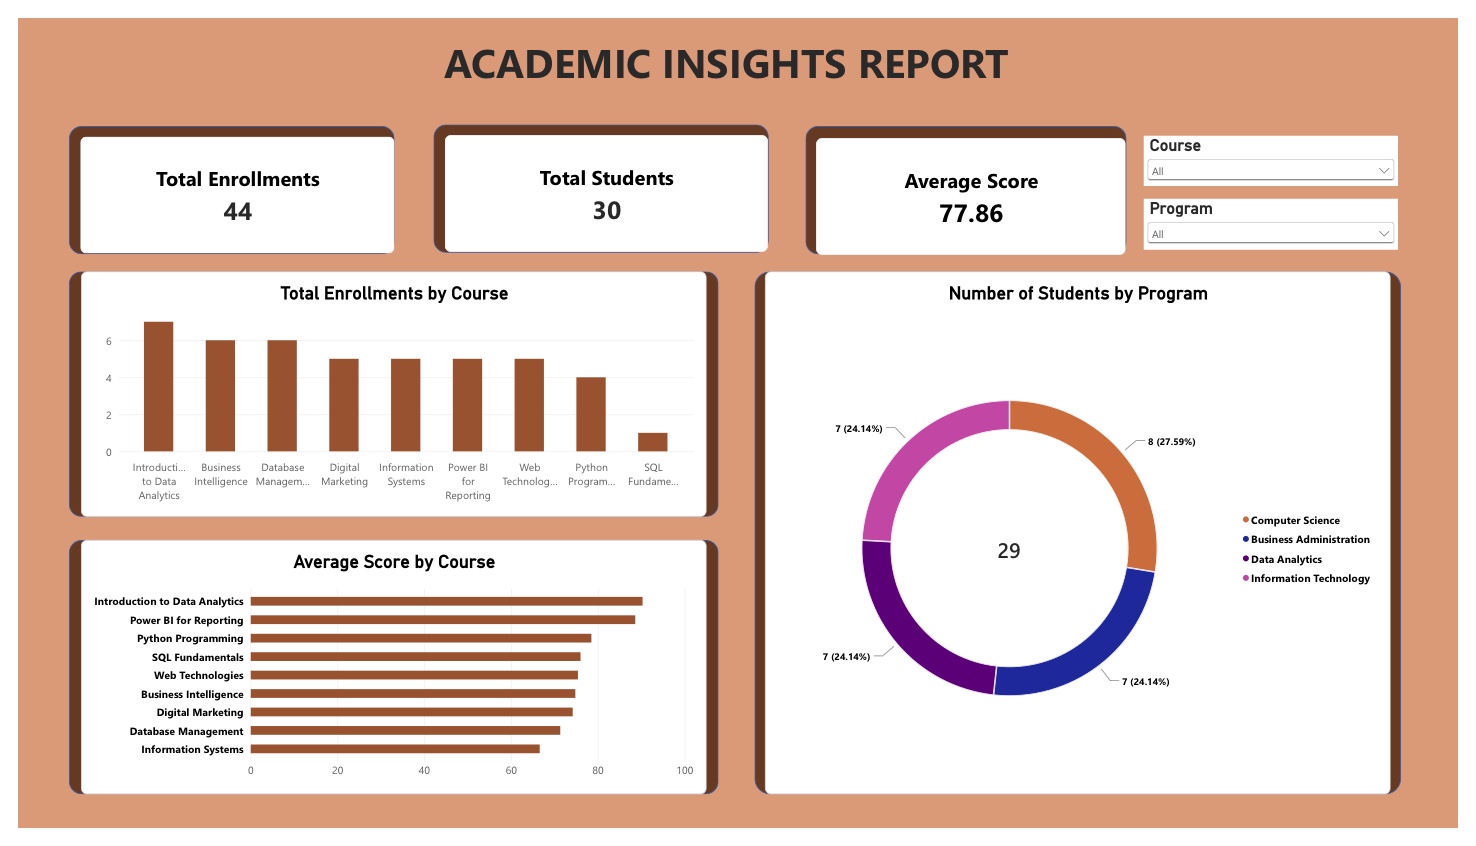 ACADEMIC INSIGHTS REPORT
Total Enrollments
44
Total Students
30
Average Score
77.86
Course
All
Program
All
Total Enrollments by Course
6
4
2
0
Introducti...
to Data
Analytics
Business
Intelligence
Database
Managem...
Digital
Marketing
Information
Systems
Power BI
for
Reporting
Web
Technolog...
Python
Program...
SQL
Fundame...
Average Score by Course
Introduction to Data Analytics
Power BI for Reporting
Python Programming
SQL Fundamentals
Web Technologies
Business Intelligence
Digital Marketing
Database Management
Information Systems
0 20 40 60 80 100
Number of Students by Program
7 (24.14%)
8 (27.59%)
29
7 (24.14%)
7 (24.14%)
Computer Science
Business Administration
Data Analytics
Information Technology